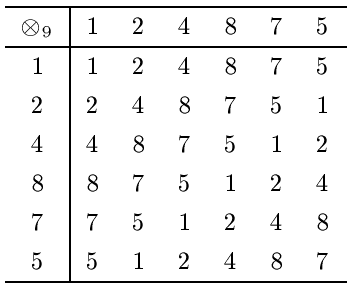 ⊗₉ 1 2 4 8 7 5
1 1 2 4 8 7 5
2 2 4 8 7 5 1
4 4 8 7 5 1 2
8 8 7 5 1 2 4
7 7 5 1 2 4 8
5 5 1 2 4 8 7